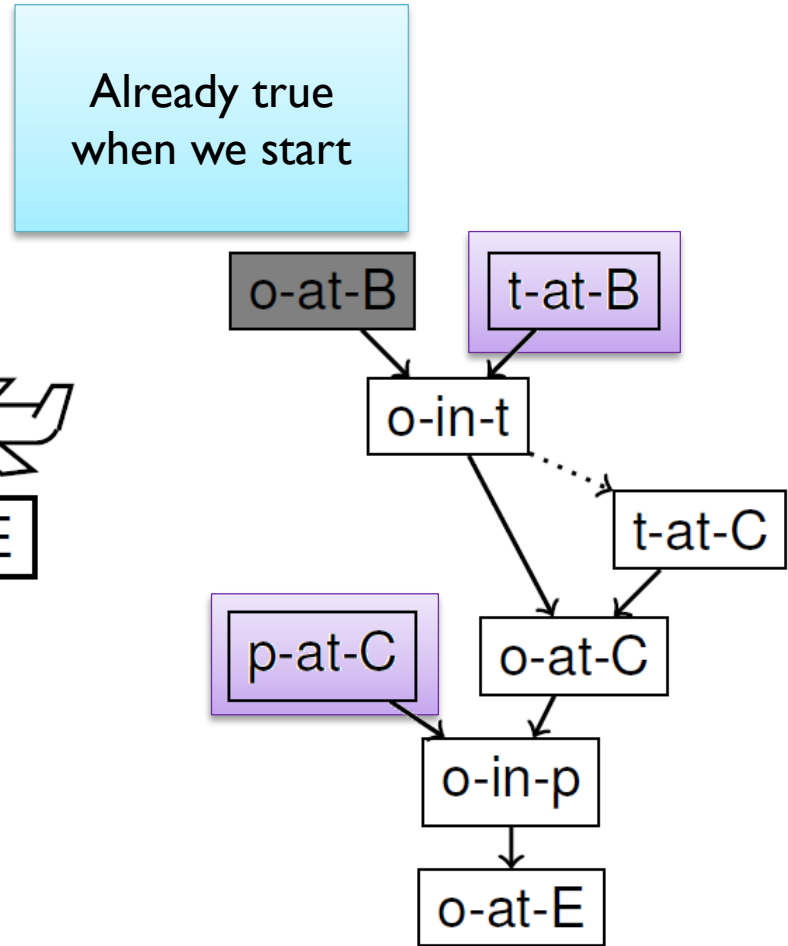 Already true
when we start
o-at-B
t-at-B
o-in-t
t-at-C
E
p-at-C
o-at-C
o-in-p
o-at-E